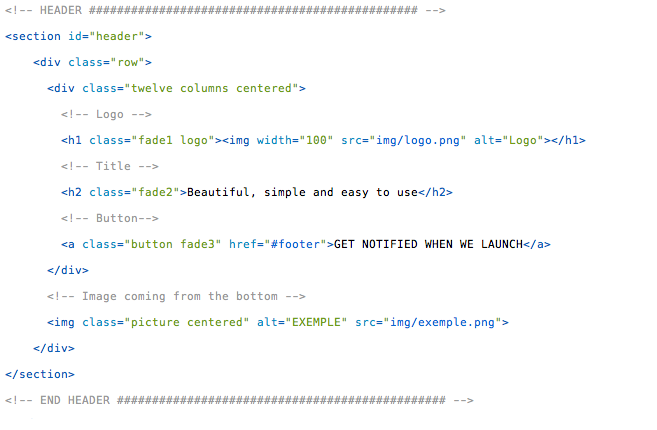 <!-- HEADER ############################################### -->
<section id="header">
<div class="row">
<div class="twelve columns centered">
<!-- Logo -->
<h1 class="fade1 logo"><img width="100" src="img/logo.png" alt="Logo"></h1>
<!-- Title -->
<h2 class="fade2">Beautiful, simple and easy to use</h2>
<!-- Button-->
<a class="button fade3" href="#footer">GET NOTIFIED WHEN WE LAUNCH</a>
</div>
<!-- Image coming from the bottom -->
<img class="picture centered" alt="EXEMPLE" src="img/exemple.png">
</div>
</section>
<!-- END HEADER ############################################### -->